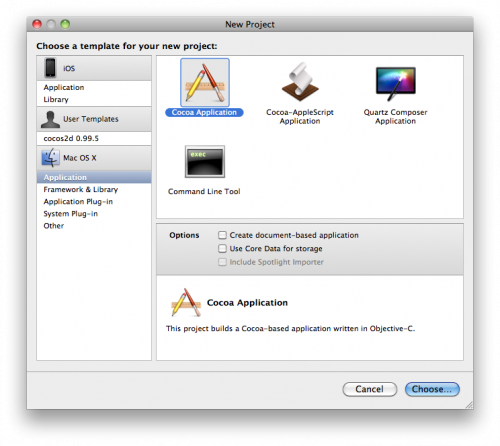 New Project
Choose a template for your new project:
iOS
Application
Library
User Templates
cocos2d 0.99.5
Mac OS X
Application
Framework & Library
Application Plug-in
System Plug-in
Other
Cocoa Application
Cocoa-AppleScript
Application
Quartz Composer
Application
exec
Command Line Tool
Options
Create document-based application
Use Core Data for storage
Include Spotlight Importer
Cocoa Application
This project builds a Cocoa-based application written in Objective-C.
Cancel
Choose...